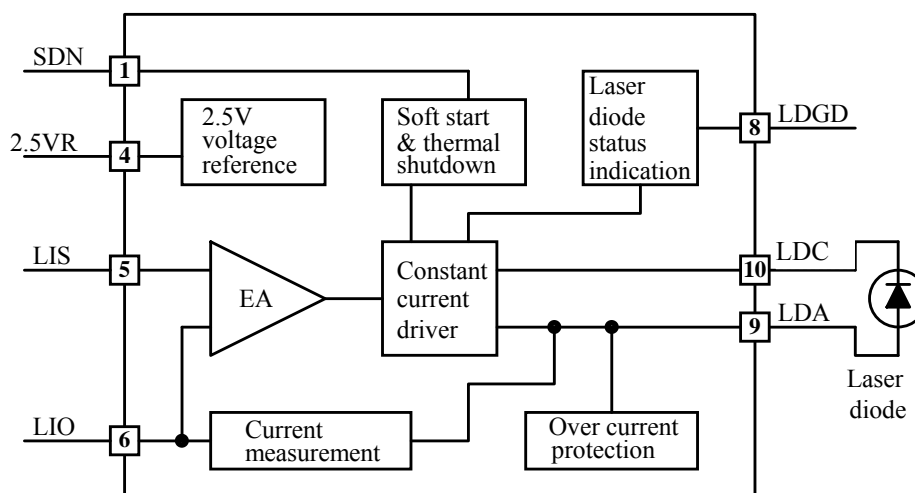 SDN
1
Soft start
& thermal
shutdown
Laser
diode
status
indication
8
LDGD
2.5VR
4
2.5V
voltage
reference
LIS
5
EA
Constant
current
driver
10
LDC
9
LDA
Laser
diode
LIO
6
Current
measurement
Over current
protection